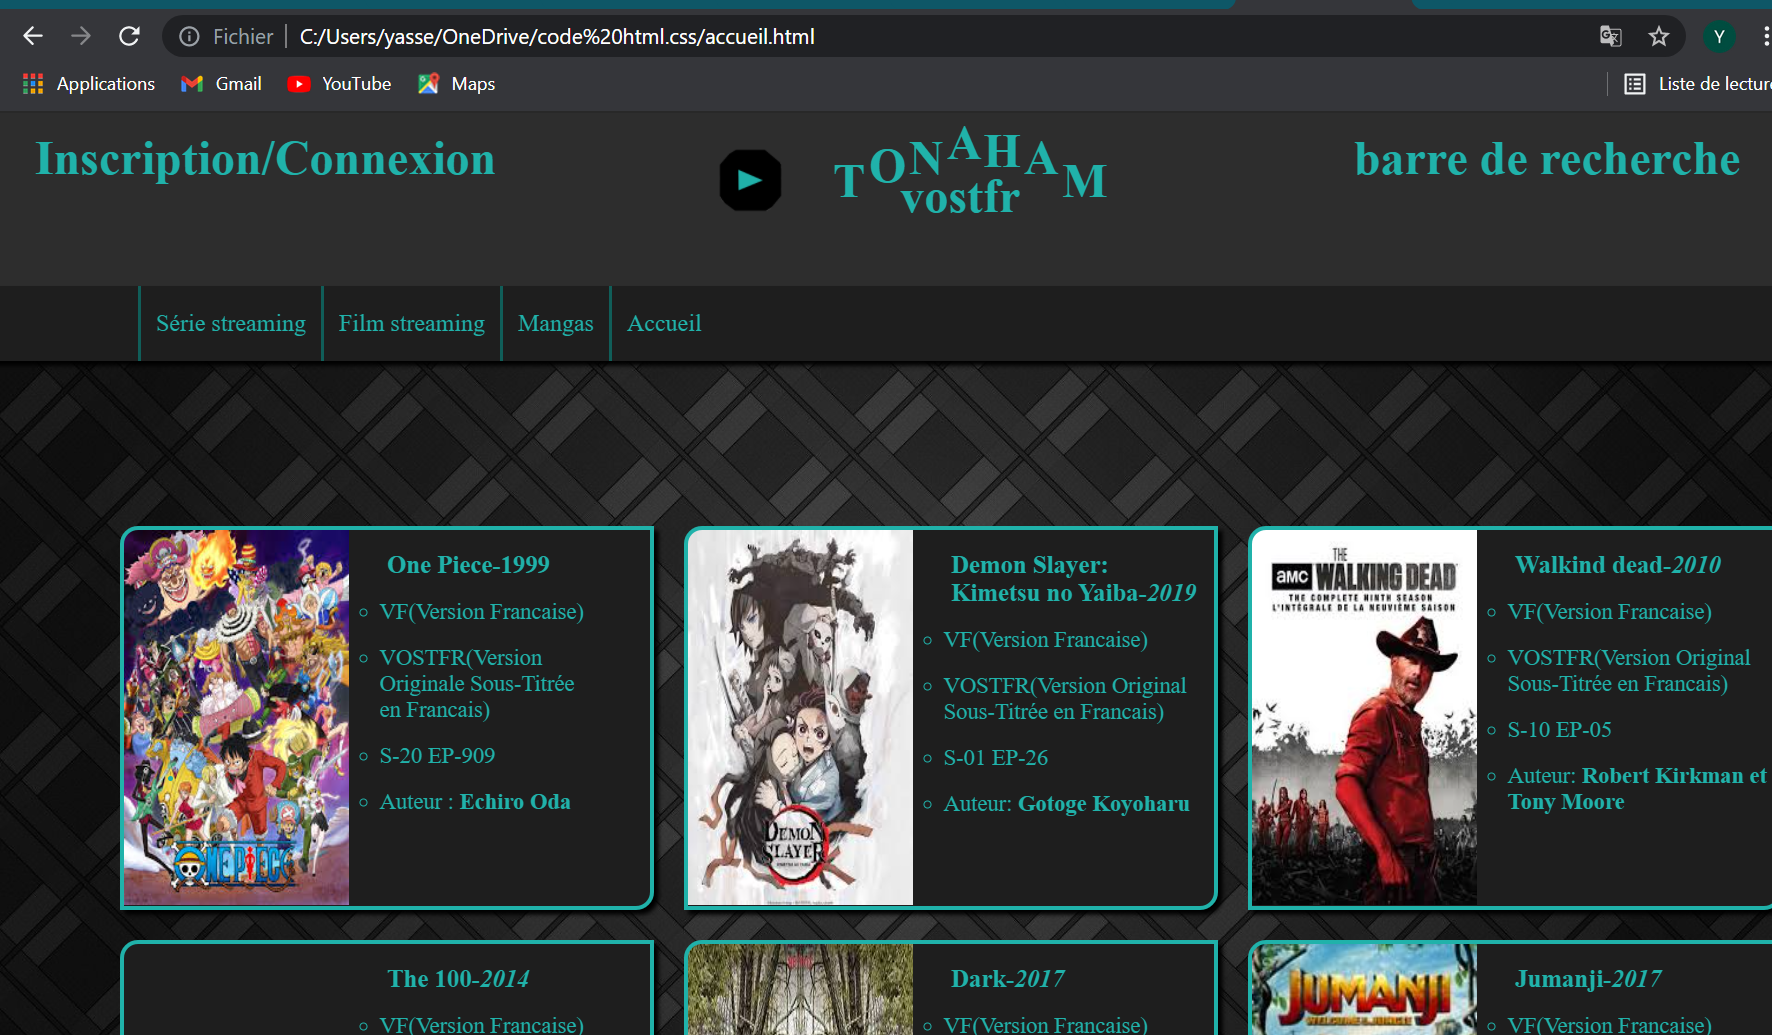 Fichier C:/Users/yasse/OneDrive/code%20html.css/accueil.html
Y
Applications Gmail YouTube Maps Liste de lecture
Inscription/Connexion
TONAHAM
vostfr
barre de recherche
Série streaming Film streaming Mangas Accueil
One Piece-1999
VF(Version Francaise)
VOSTFR(Version
Originale Sous-Titrée
en Francais)
S-20 EP-909
Auteur : Echiro Oda
ONE PIECE
Demon Slayer:
Kimetsu no Yaiba-2019
VF(Version Francaise)
VOSTFR(Version Original
Sous-Titrée en Francais)
S-01 EP-26
Auteur: Gotoge Koyoharu
DEMON
SLAYER
THE
amc WALKING DEAD
THE COMPLETE NINTH SEASON
L'INTÉGRALE DE LA NEUVIÈME SAISON
Walkind dead-2010
VF(Version Francaise)
VOSTFR(Version Original
Sous-Titrée en Francais)
S-10 EP-05
Auteur: Robert Kirkman et
Tony Moore
The 100-2014
VF(Version Francaise)
Dark-2017
VF(Version Francaise)
JUMANJI
WELCOME TO THE JUNGLE
Jumanji-2017
VF(Version Francaise)